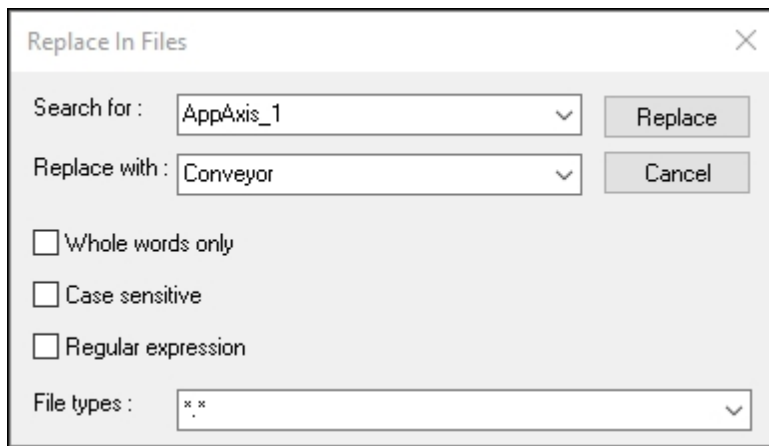 Replace In Files
Search for : AppAxis_1 Replace
Replace with : Conveyor Cancel
Whole words only
Case sensitive
Regular expression
File types : *.*